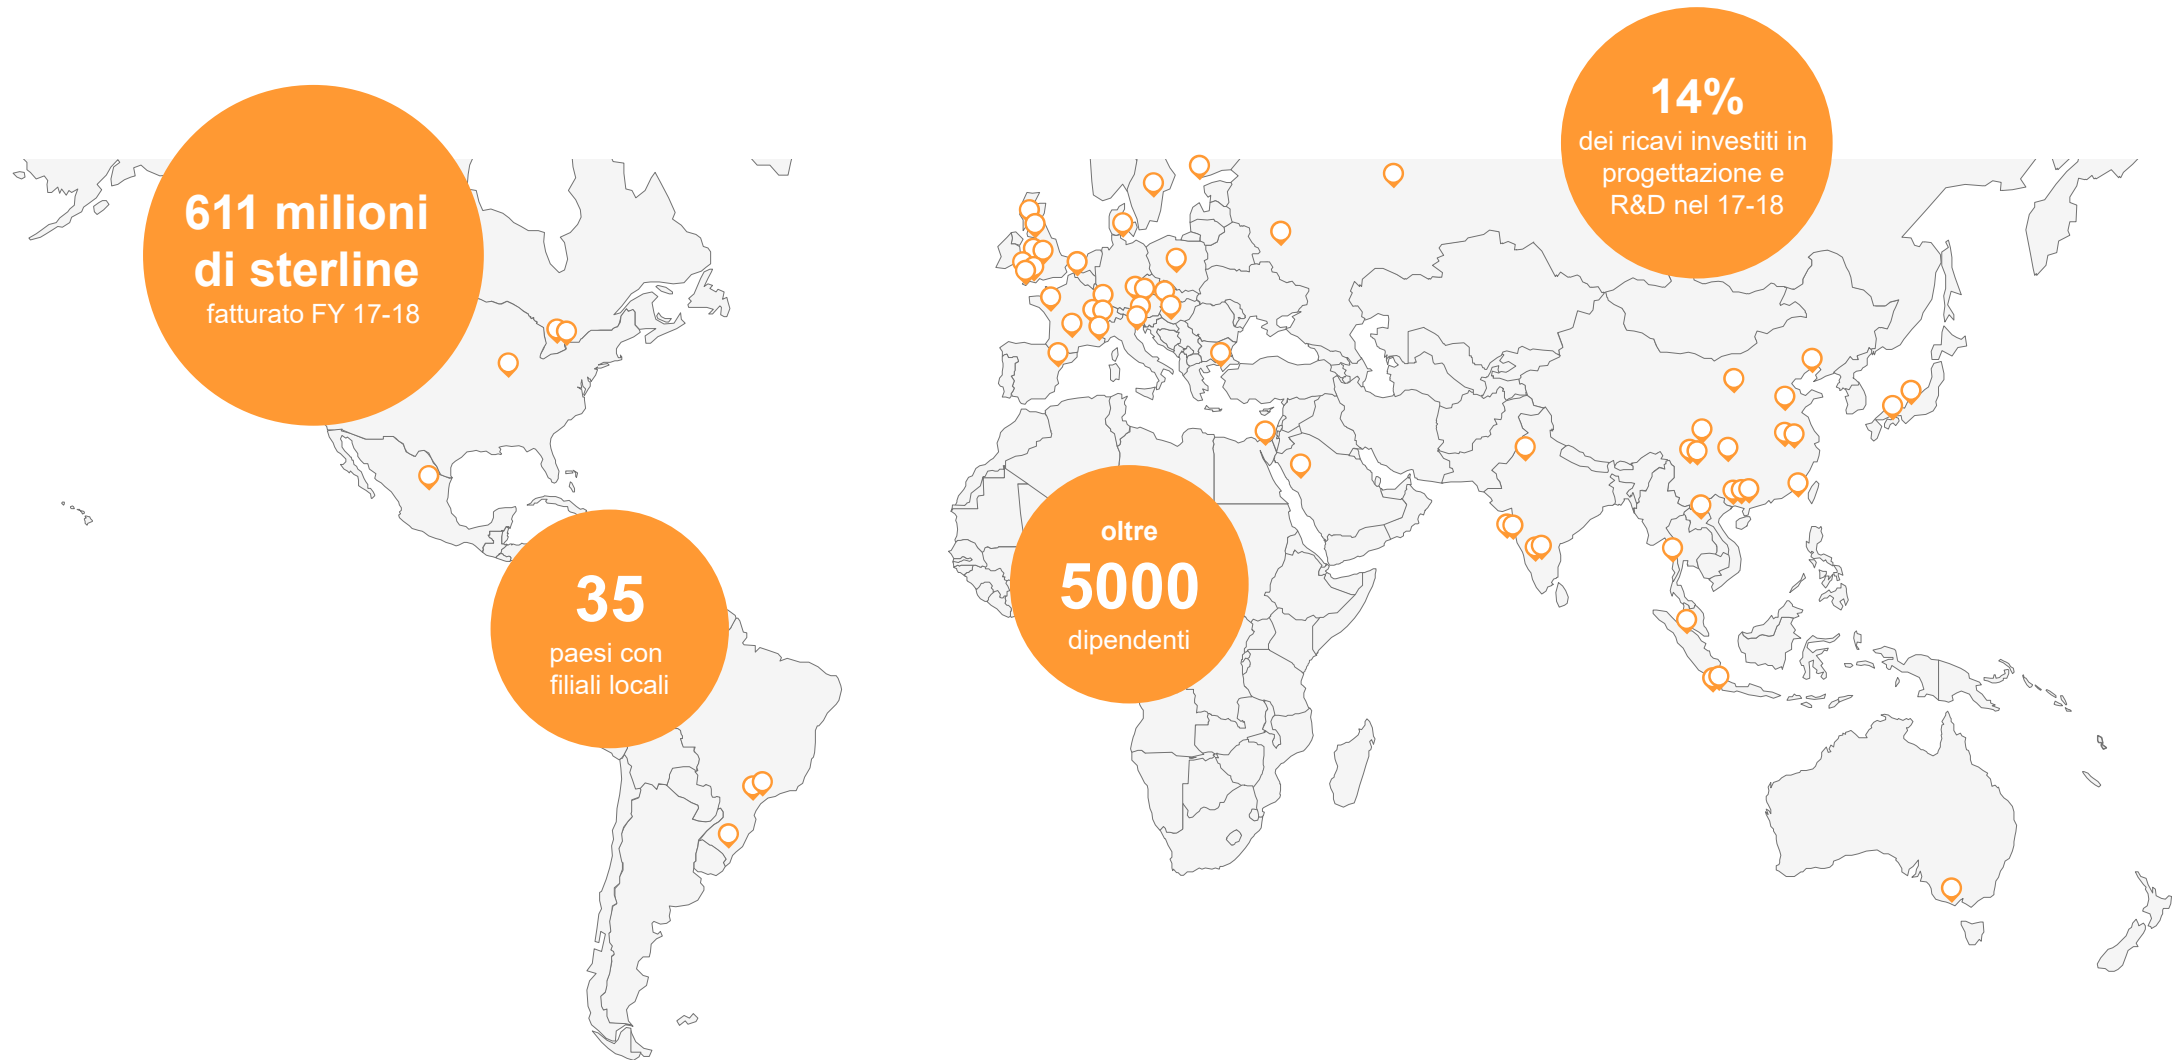 611 milioni
di sterline
fatturato FY 17-18
14%
dei ricavi investiti in
progettazione e
R&D nel 17-18
35
paesi con
filiali locali
oltre
5000
dipendenti